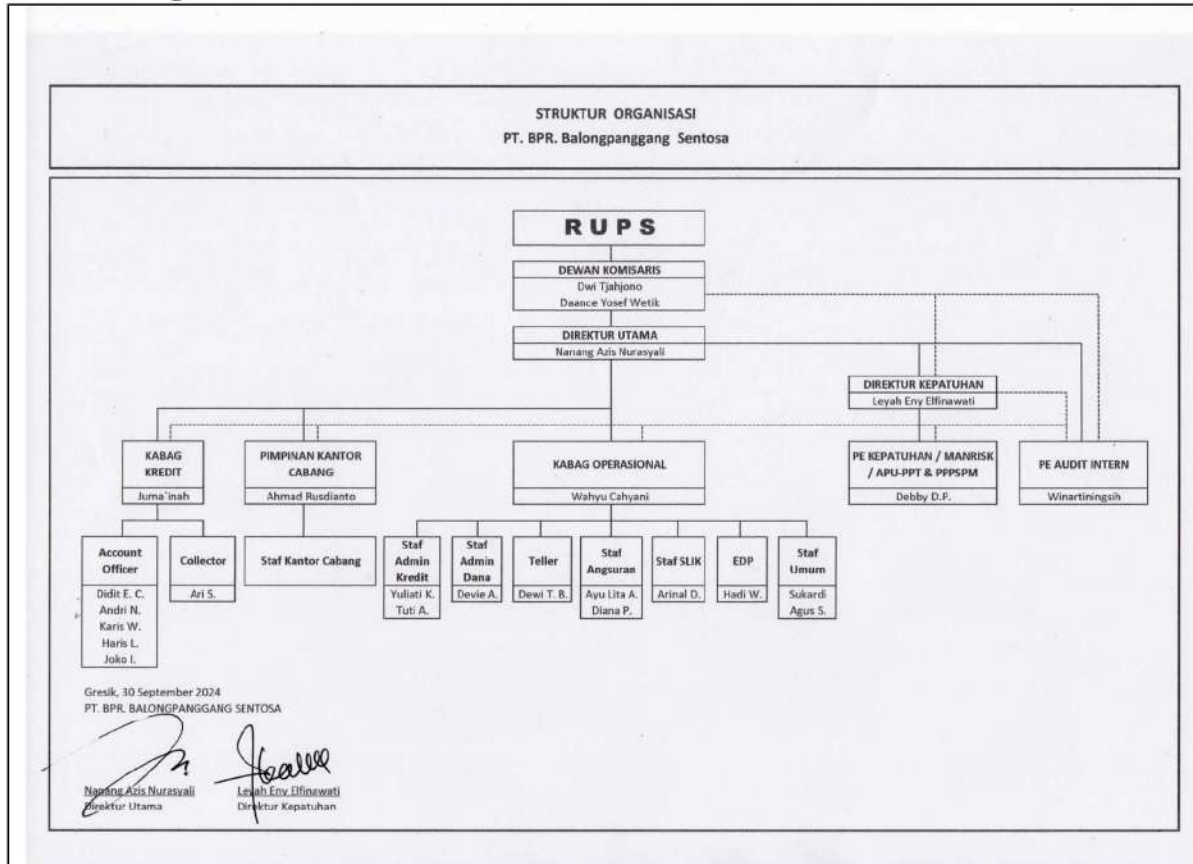 STRUKTUR ORGANISASI
PT. BPR. Balongpanggang Sentosa
RUPS
DEWAN KOMISARIS
Dwi Tjahjono
Daance Yosef Wetik
DIREKTUR UTAMA
Nanang Azis Nurasyali
DIREKTUR KEPATUHAN
Leyah Eny Elfinawati
KABAG
KREDIT
Juma`inah
PIMPINAN KANTOR
CABANG
Ahmad Rusdianto
KABAG OPERASIONAL
Wahyu Cahyani
PE KEPATUHAN / MANRISK
/ APU-PPT & PPPSPM
Debby D.P.
PE AUDIT INTERN
Winartiningsih
Account
Officer
Didit E. C.
Andri N.
Karis W.
Haris L.
Joko I.
Collector
Ari S.
Staf Kantor Cabang
Staf
Admin
Kredit
Yuliati K.
Tuti A.
Staf
Admin
Dana
Devie A.
Teller
Dewi T. B.
Staf
Angsuran
Ayu Lita A.
Diana P.
Staf SLIK
Arinal D.
EDP
Hadi W.
Staf
Umum
Sukardi
Agus S.
Gresik, 30 September 2024
PT. BPR. BALONGPANGGANG SENTOSA
Nanang Azis Nurasyali
Direktur Utama
Leyah Eny Elfinawati
Direktur Kepatuhan